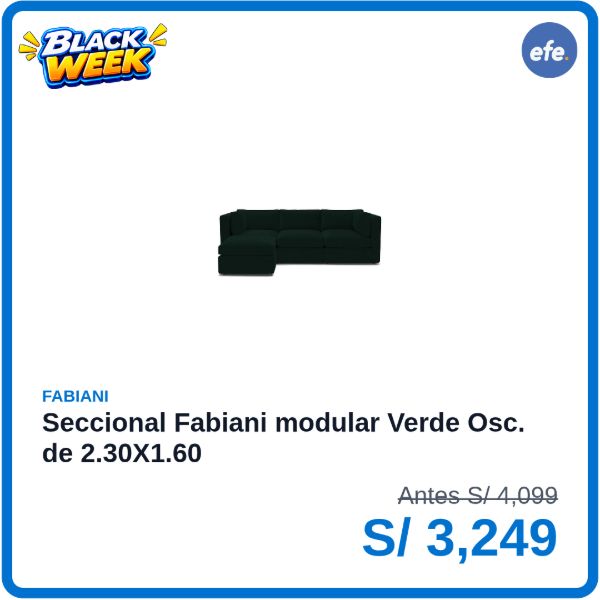 BLACK
WEEK
efe.
FABIANI
Seccional Fabiani modular Verde Osc.
de 2.30X1.60
Antes S/ 4,099
S/ 3,249